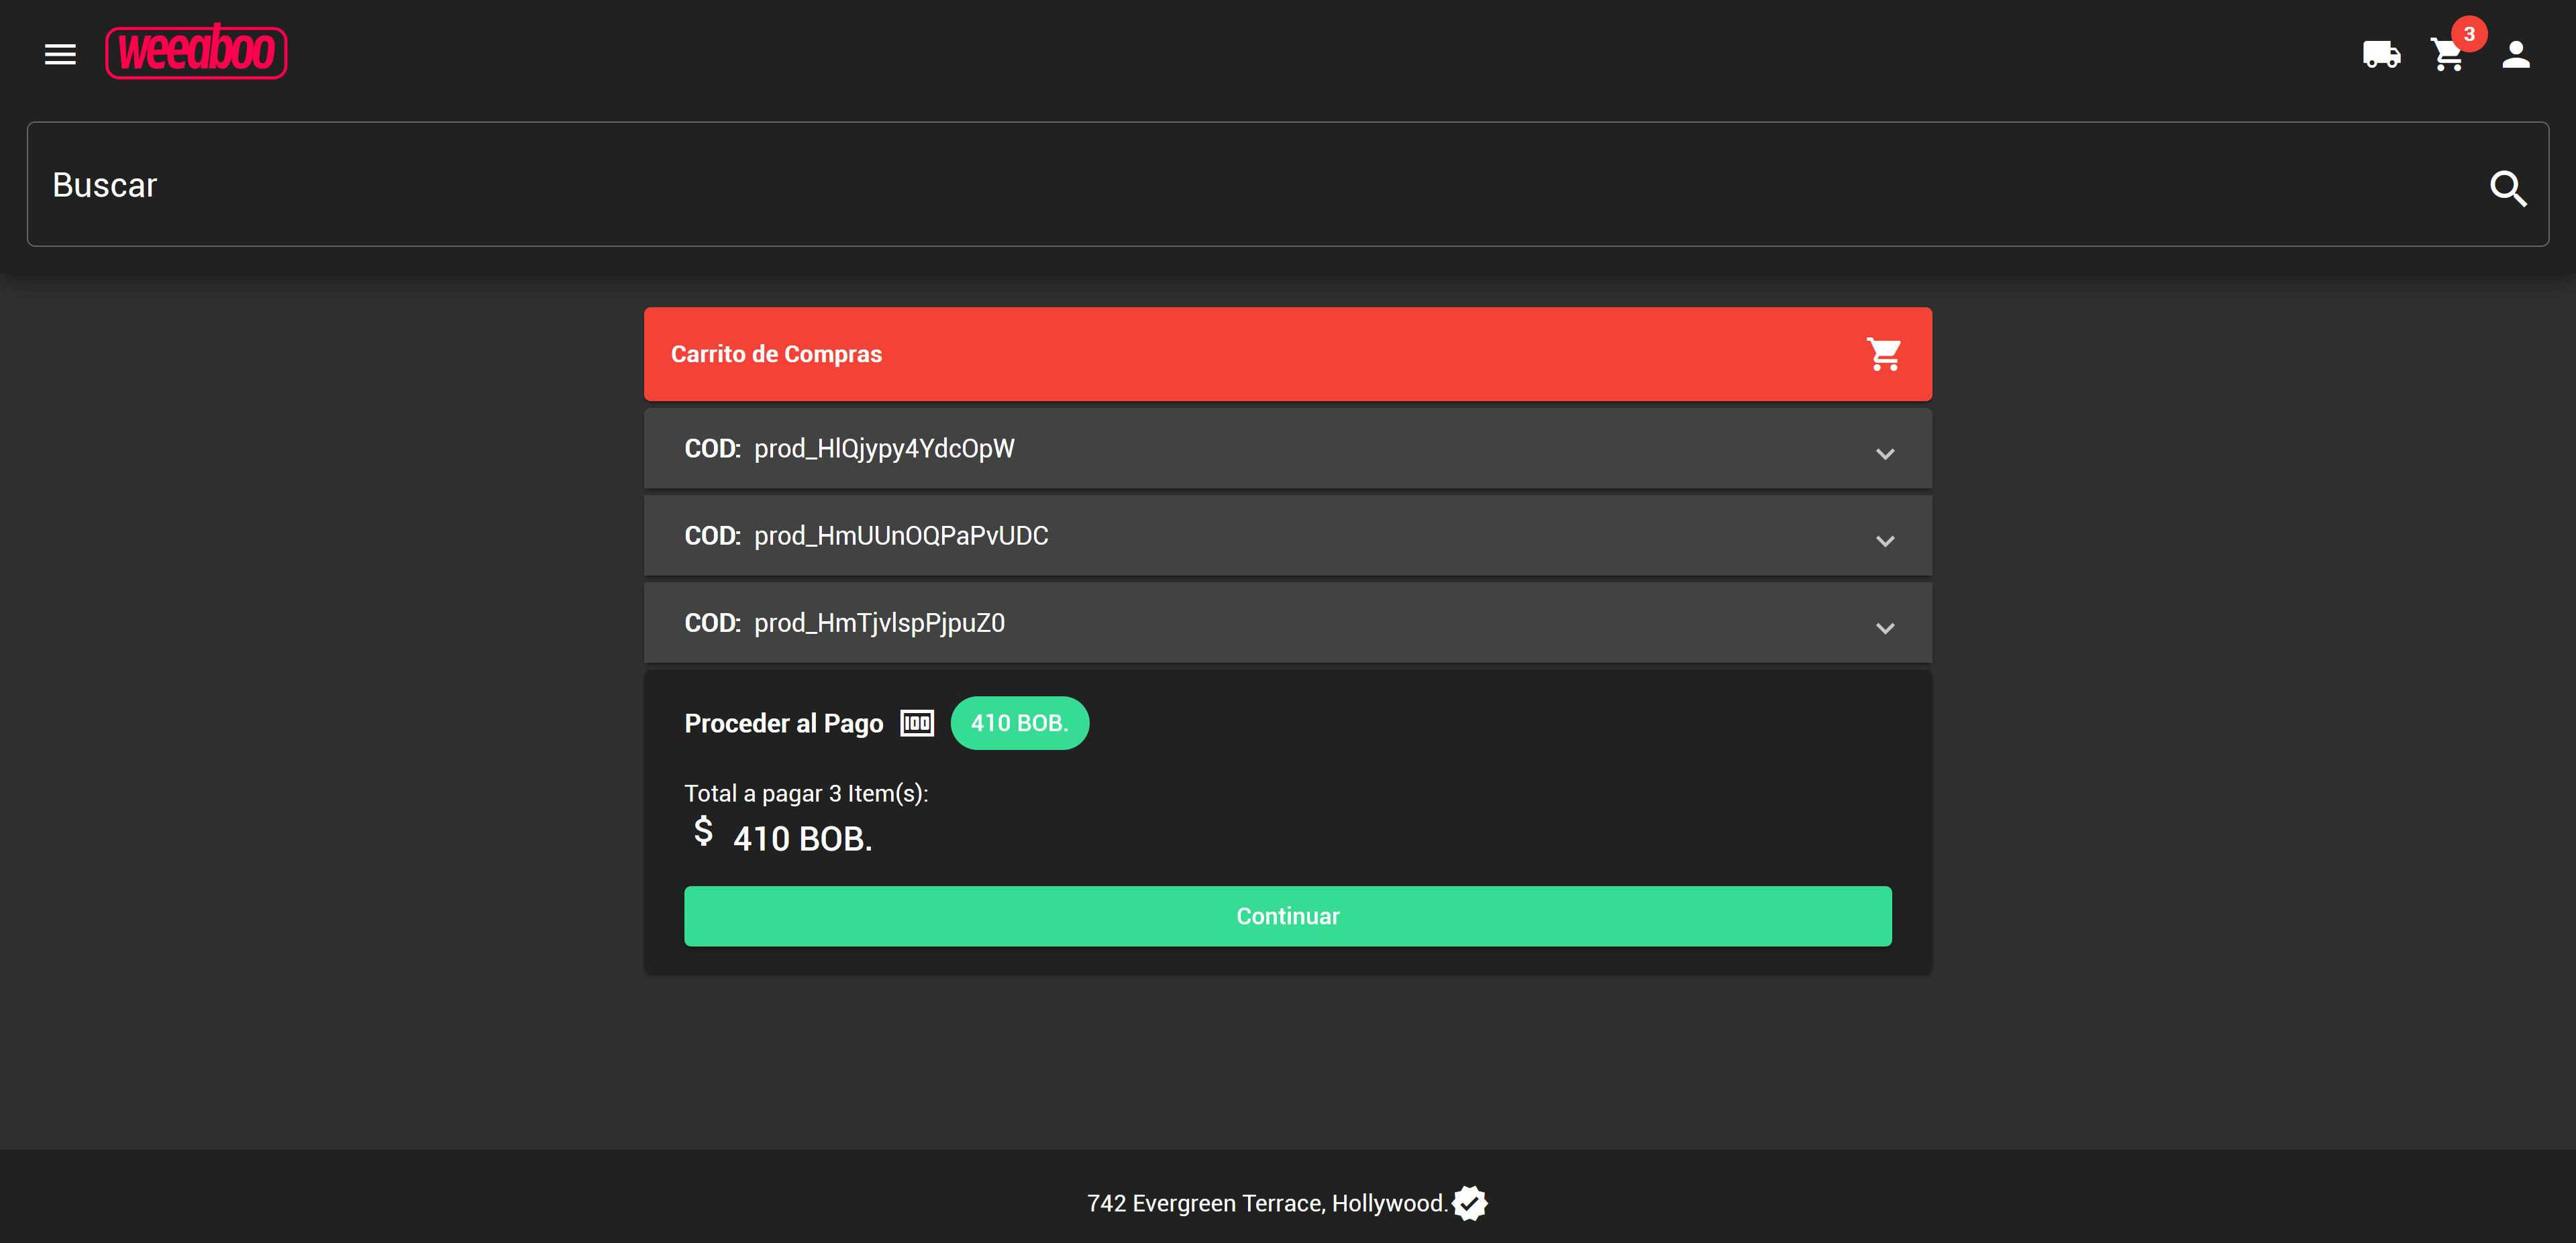 weeaboo
3
Buscar
Carrito de Compras
COD: prod_HlQjypy4YdcOpW
COD: prod_HmUUnOQPaPvUDC
COD: prod_HmTjvlspPjpuZ0
Proceder al Pago 100 410 BOB.
Total a pagar 3 Item(s):
$ 410 BOB.
Continuar
742 Evergreen Terrace, Hollywood.